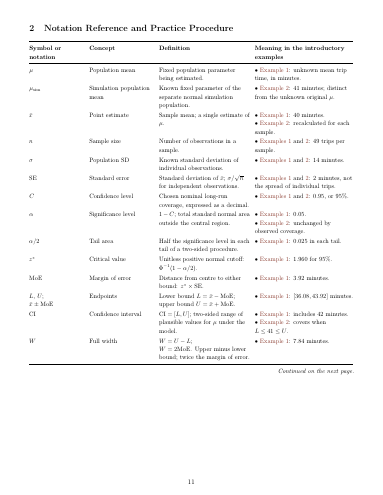 2 Notation Reference and Practice Procedure
Symbol or notation Concept Definition Meaning in the introductory examples
μ Population mean Fixed population parameter being estimated. • Example 1: unknown mean trip time, in minutes.
μsim Simulation population mean Known fixed parameter of the separate normal simulation population. • Example 2: 41 minutes; distinct from the original unknown μ.
x̄ Point estimate Sample mean; a single estimate of μ. • Example 1: 40 minutes. • Example 2: recalculated for each sample.
n Sample size Number of observations in a sample. • Examples 1 and 2: 49 trips per sample.
σ Population SD Known standard deviation of individual observations. • Examples 1 and 2: 14 minutes.
SE Standard error Standard deviation of x̄; σ/√n for independent observations. • Examples 1 and 2: 2 minutes, not the spread of individual trips.
C Confidence level Chosen nominal long-run coverage, expressed as a decimal. • Examples 1 and 2: 0.95, or 95%.
α Significance level 1 − C; total standard normal area outside the central region. • Example 1: 0.05. • Example 2: unchanged by observed coverage.
α/2 Tail area Half the significance level in each tail of a two-sided procedure. • Example 1: 0.025 in each tail.
z* Critical value Unitless positive normal cutoff: Φ⁻¹(1 − α/2). • Example 1: 1.960 for 95%.
MoE Margin of error Distance from centre to either bound: z* × SE. • Example 1: 3.92 minutes.
L, U; x̄ ± MoE Endpoints Lower bound L = x̄ − MoE; upper bound U = x̄ + MoE. • Example 1: [36.08, 43.92] minutes.
CI Confidence interval CI = [L, U]; two-sided range of plausible values for μ under the model. • Example 1: includes 42 minutes. • Example 2: covers when L ≤ 41 ≤ U.
W Full width W = U − L; W = 2MoE. Upper minus lower bound; twice the margin of error. • Example 1: 7.84 minutes.
Continued on the next page.
11